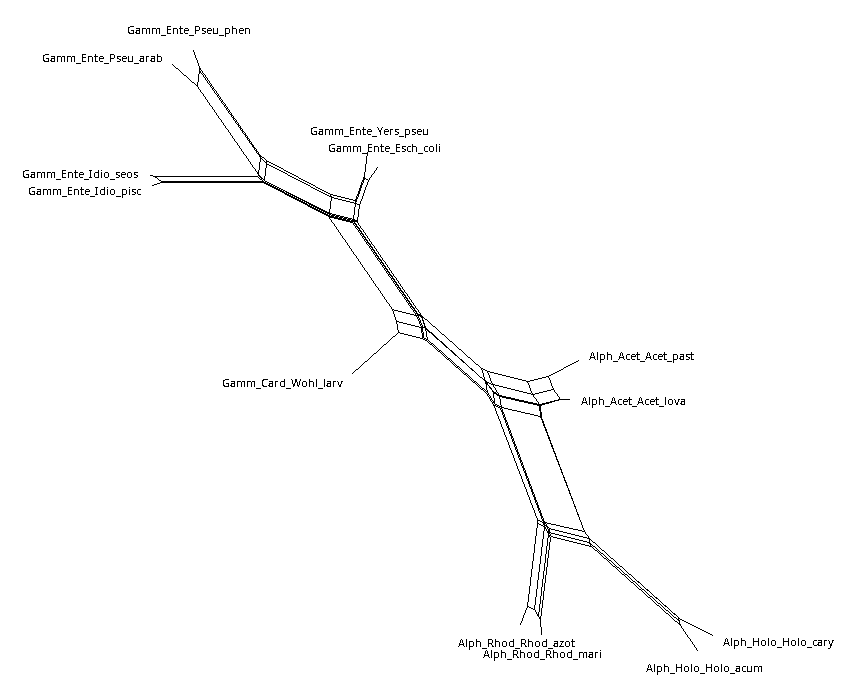 Gamm_Ente_Pseu_phen
Gamm_Ente_Pseu_arab
Gamm_Ente_Yers_pseu
Gamm_Ente_Esch_coli
Gamm_Ente_Idio_seos
Gamm_Ente_Idio_pisc
Alph_Acet_Acet_past
Gamm_Card_Wohl_larv
Alph_Acet_Acet_lova
Alph_Rhod_Rhod_azot
Alph_Holo_Holo_cary
Alph_Rhod_Rhod_mari
Alph_Holo_Holo_acum